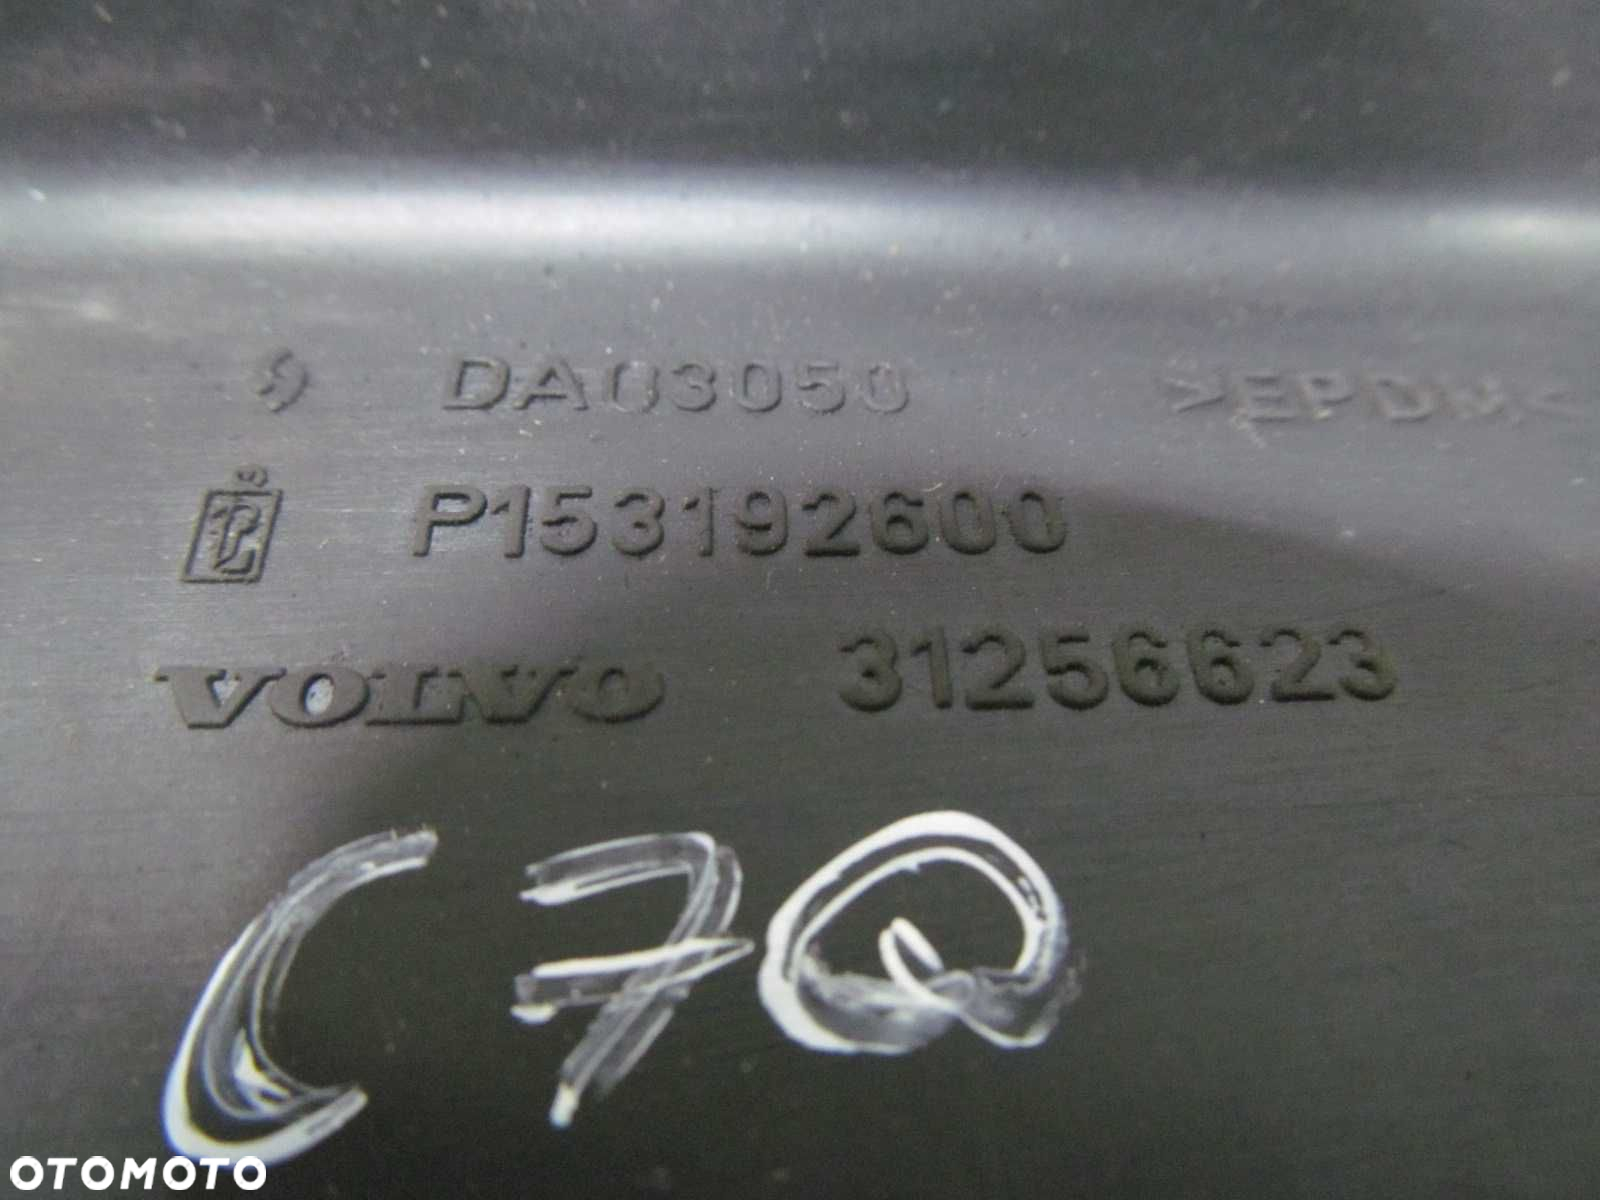 DA03050 >EPDM<
P153192600
VOLVO 31256623
C70
OTOMOTO